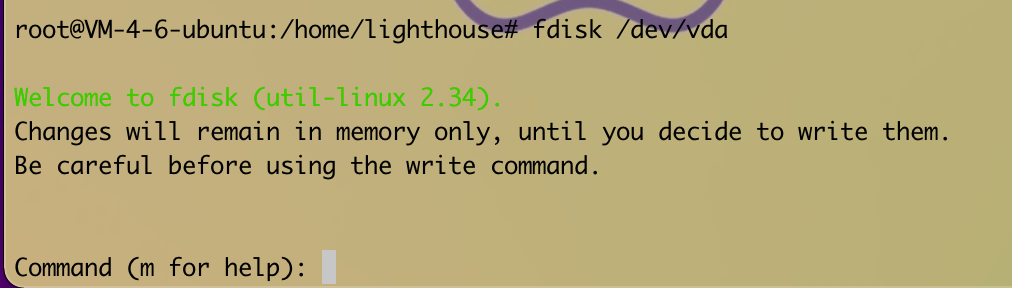 root@VM-4-6-ubuntu:/home/lighthouse# fdisk /dev/vda
Welcome to fdisk (util-linux 2.34).
Changes will remain in memory only, until you decide to write them.
Be careful before using the write command.
Command (m for help):